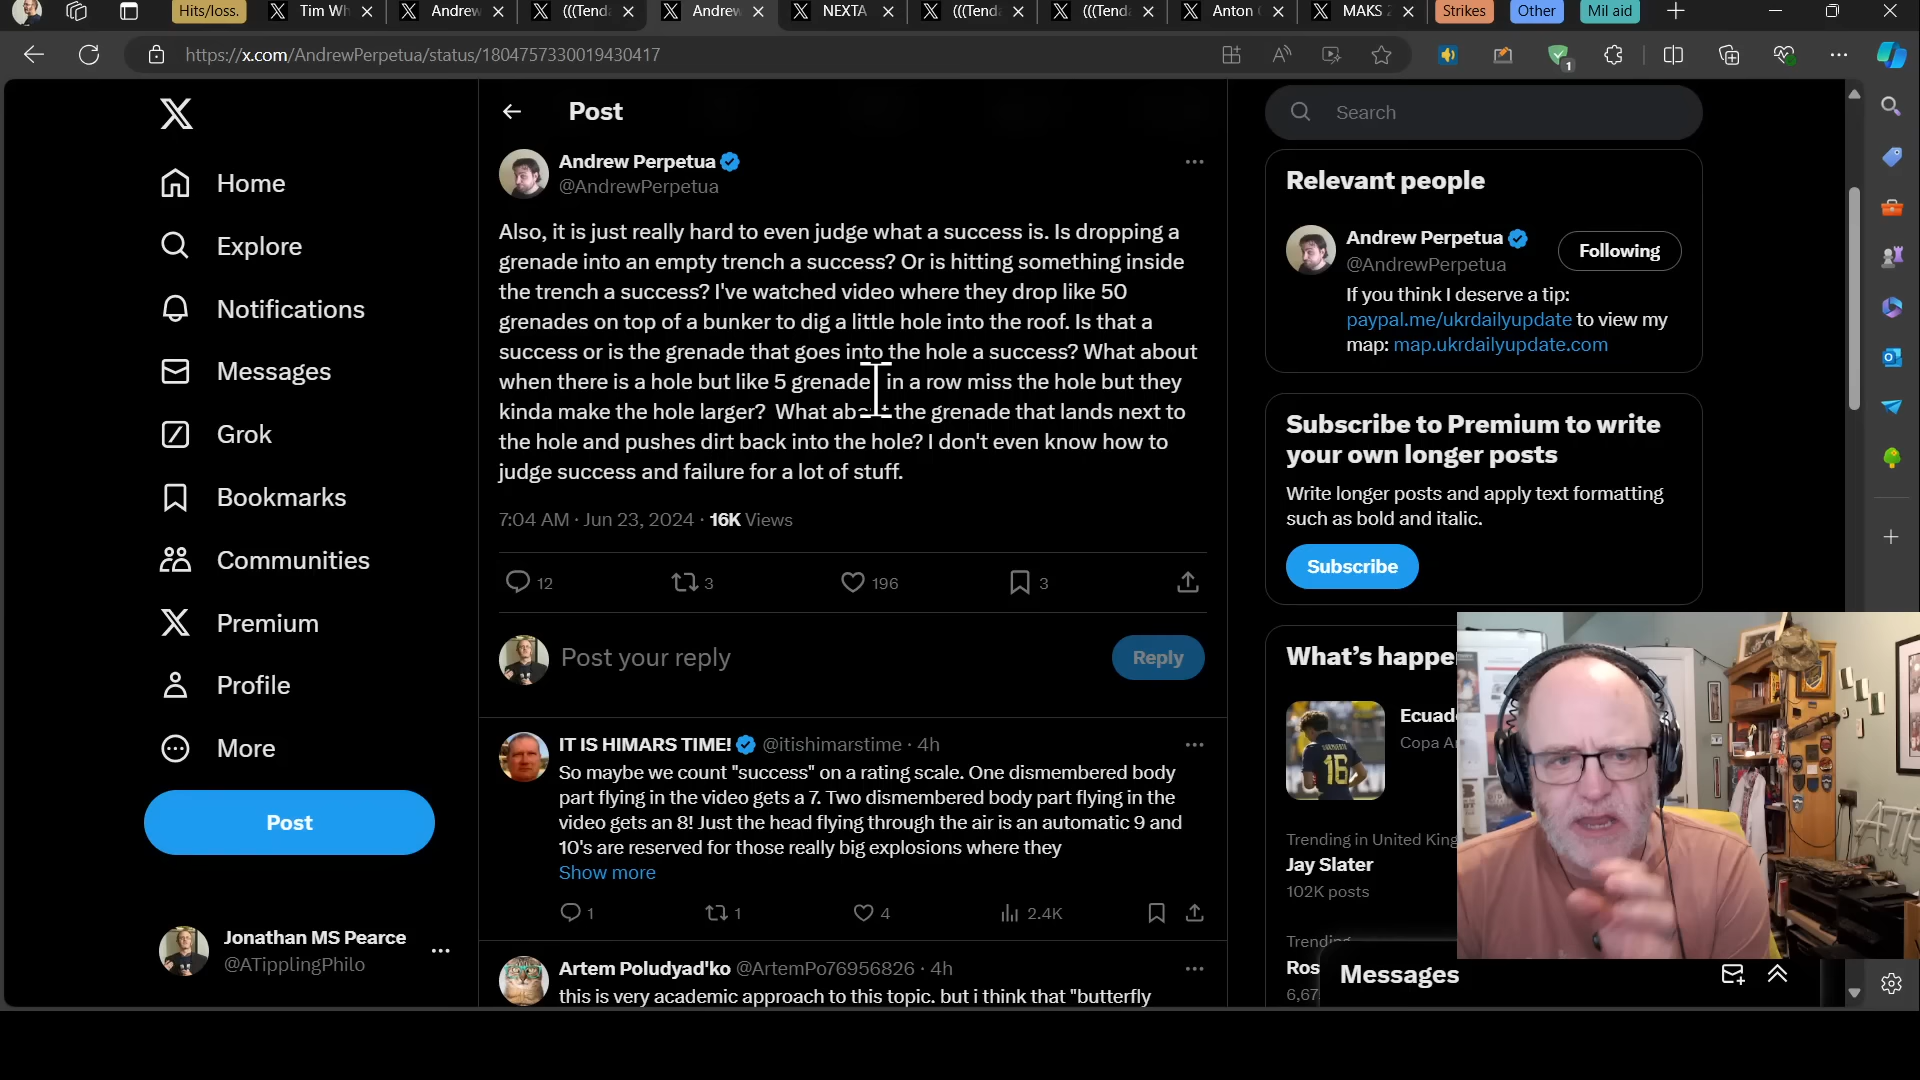 Hits/loss.
Tim Wh
Andrew
(((Tenda
Andrew
NEXTA
(((Tend
(((Tend
Anton
MAKS
Strikes
Other
Mil aid
https://x.com/AndrewPerpetua/status/1804757330019430417
1
Home
Explore
Notifications
Messages
Grok
Bookmarks
Communities
Premium
Profile
More
Post
Jonathan MS Pearce
@ATipplingPhilo
Post
Andrew Perpetua
@AndrewPerpetua
Also, it is just really hard to even judge what a success is. Is dropping a
grenade into an empty trench a success? Or is hitting something inside
the trench a success? I've watched video where they drop like 50
grenades on top of a bunker to dig a little hole into the roof. Is that a
success or is the grenade that goes into the hole a success? What about
when there is a hole but like 5 grenade in a row miss the hole but they
kinda make the hole larger? What about the grenade that lands next to
the hole and pushes dirt back into the hole? I don't even know how to
judge success and failure for a lot of stuff.
7:04 AM · Jun 23, 2024 · 16K Views
12 3 196 3
Post your reply
Reply
IT IS HIMARS TIME! @itishimarstime · 4h
So maybe we count "success" on a rating scale. One dismembered body
part flying in the video gets a 7. Two dismembered body part flying in the
video gets an 8! Just the head flying through the air is an automatic 9 and
10's are reserved for those really big explosions where they
Show more
1 1 4 2.4K
Artem Poludyad'ko @ArtemPo76956826 · 4h
this is very academic approach to this topic. but i think that "butterfly
Search
Relevant people
Andrew Perpetua
@AndrewPerpetua
Following
If you think I deserve a tip:
paypal.me/ukrdailyupdate to view my
map: map.ukrdailyupdate.com
Subscribe to Premium to write
your own longer posts
Write longer posts and apply text formatting
such as bold and italic.
Subscribe
What's happe
Ecuad
Copa A
16
Trending in United King
Jay Slater
102K posts
Trending
Ros
6,67
Messages